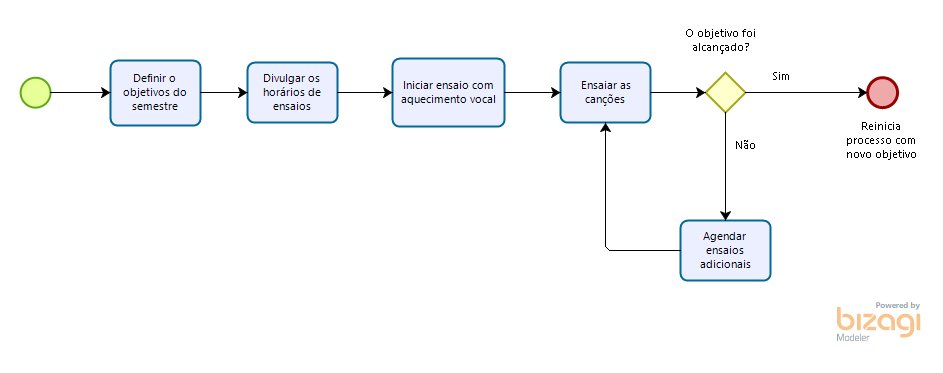 O objetivo foi
alcançado?
Definir o
objetivos do
semestre
Divulgar os
horários de
ensaios
Iniciar ensaio com
aquecimento vocal
Ensaiar as
canções
Sim
Reinicia
processo com
novo objetivo
Não
Agendar
ensaios
adicionais
Powered by
bizagi
Modeler